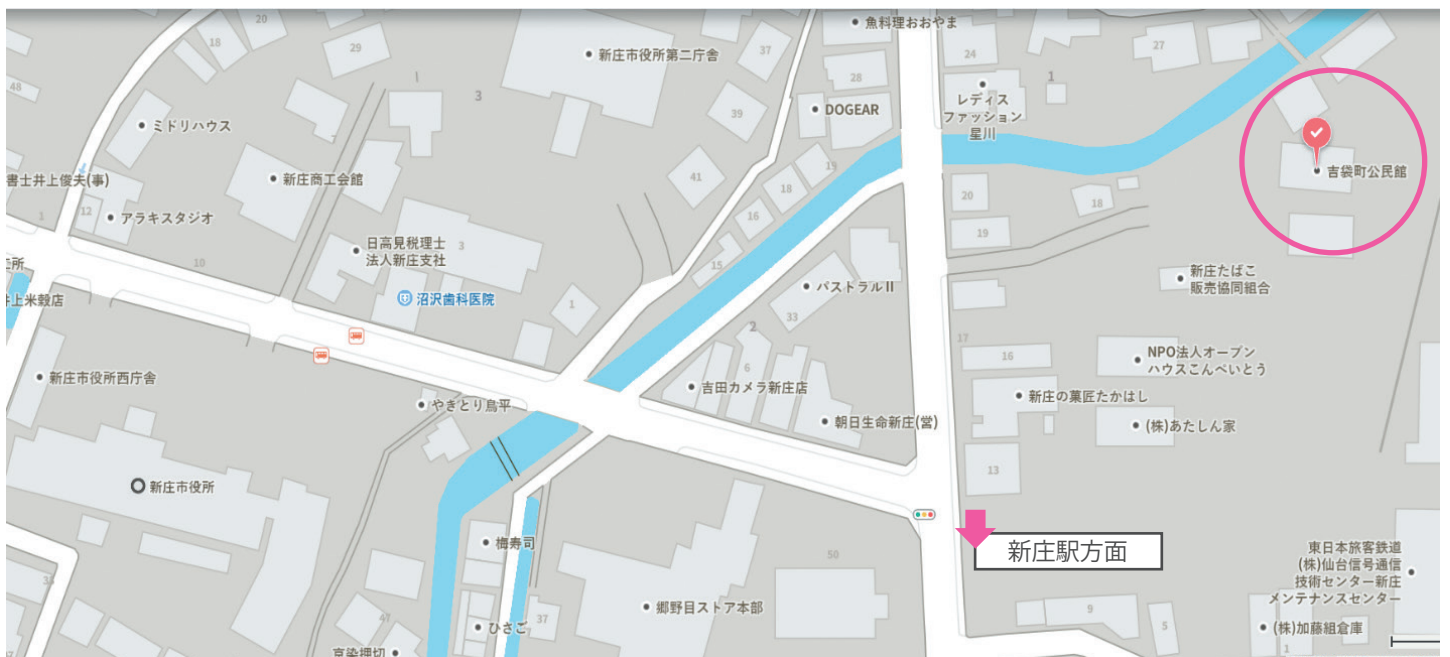 魚料理おおやま
20
18
29
新庄市役所第二庁舎
37
24
27
1
28
3
48
39
DOGEAR
レディス
ファッション
星川
ミドリハウス
19
41
18
吉袋町公民館
書士井上俊夫(事)
新庄商工会館
12
1
アラキスタジオ
16
20
18
19
日高見税理士
法人新庄支社
3
10
15
新庄たばこ
販売協同組合
パストラルⅡ
沼沢歯科医院
1
33
2
井上米穀店
17
16
NPO法人オープン
ハウスこんぺいとう
新庄市役所西庁舎
6
吉田カメラ新庄店
新庄の菓匠たかはし
やきとり鳥平
朝日生命新庄(営)
(株)あたしん家
13
新庄市役所
梅寿司
50
新庄駅方面
東日本旅客鉄道
(株)仙台信号通信
技術センター新庄
メンテナンスセンター
郷野目ストア本部
9
47
37
ひさご
5
(株)加藤組倉庫
1
京染押切